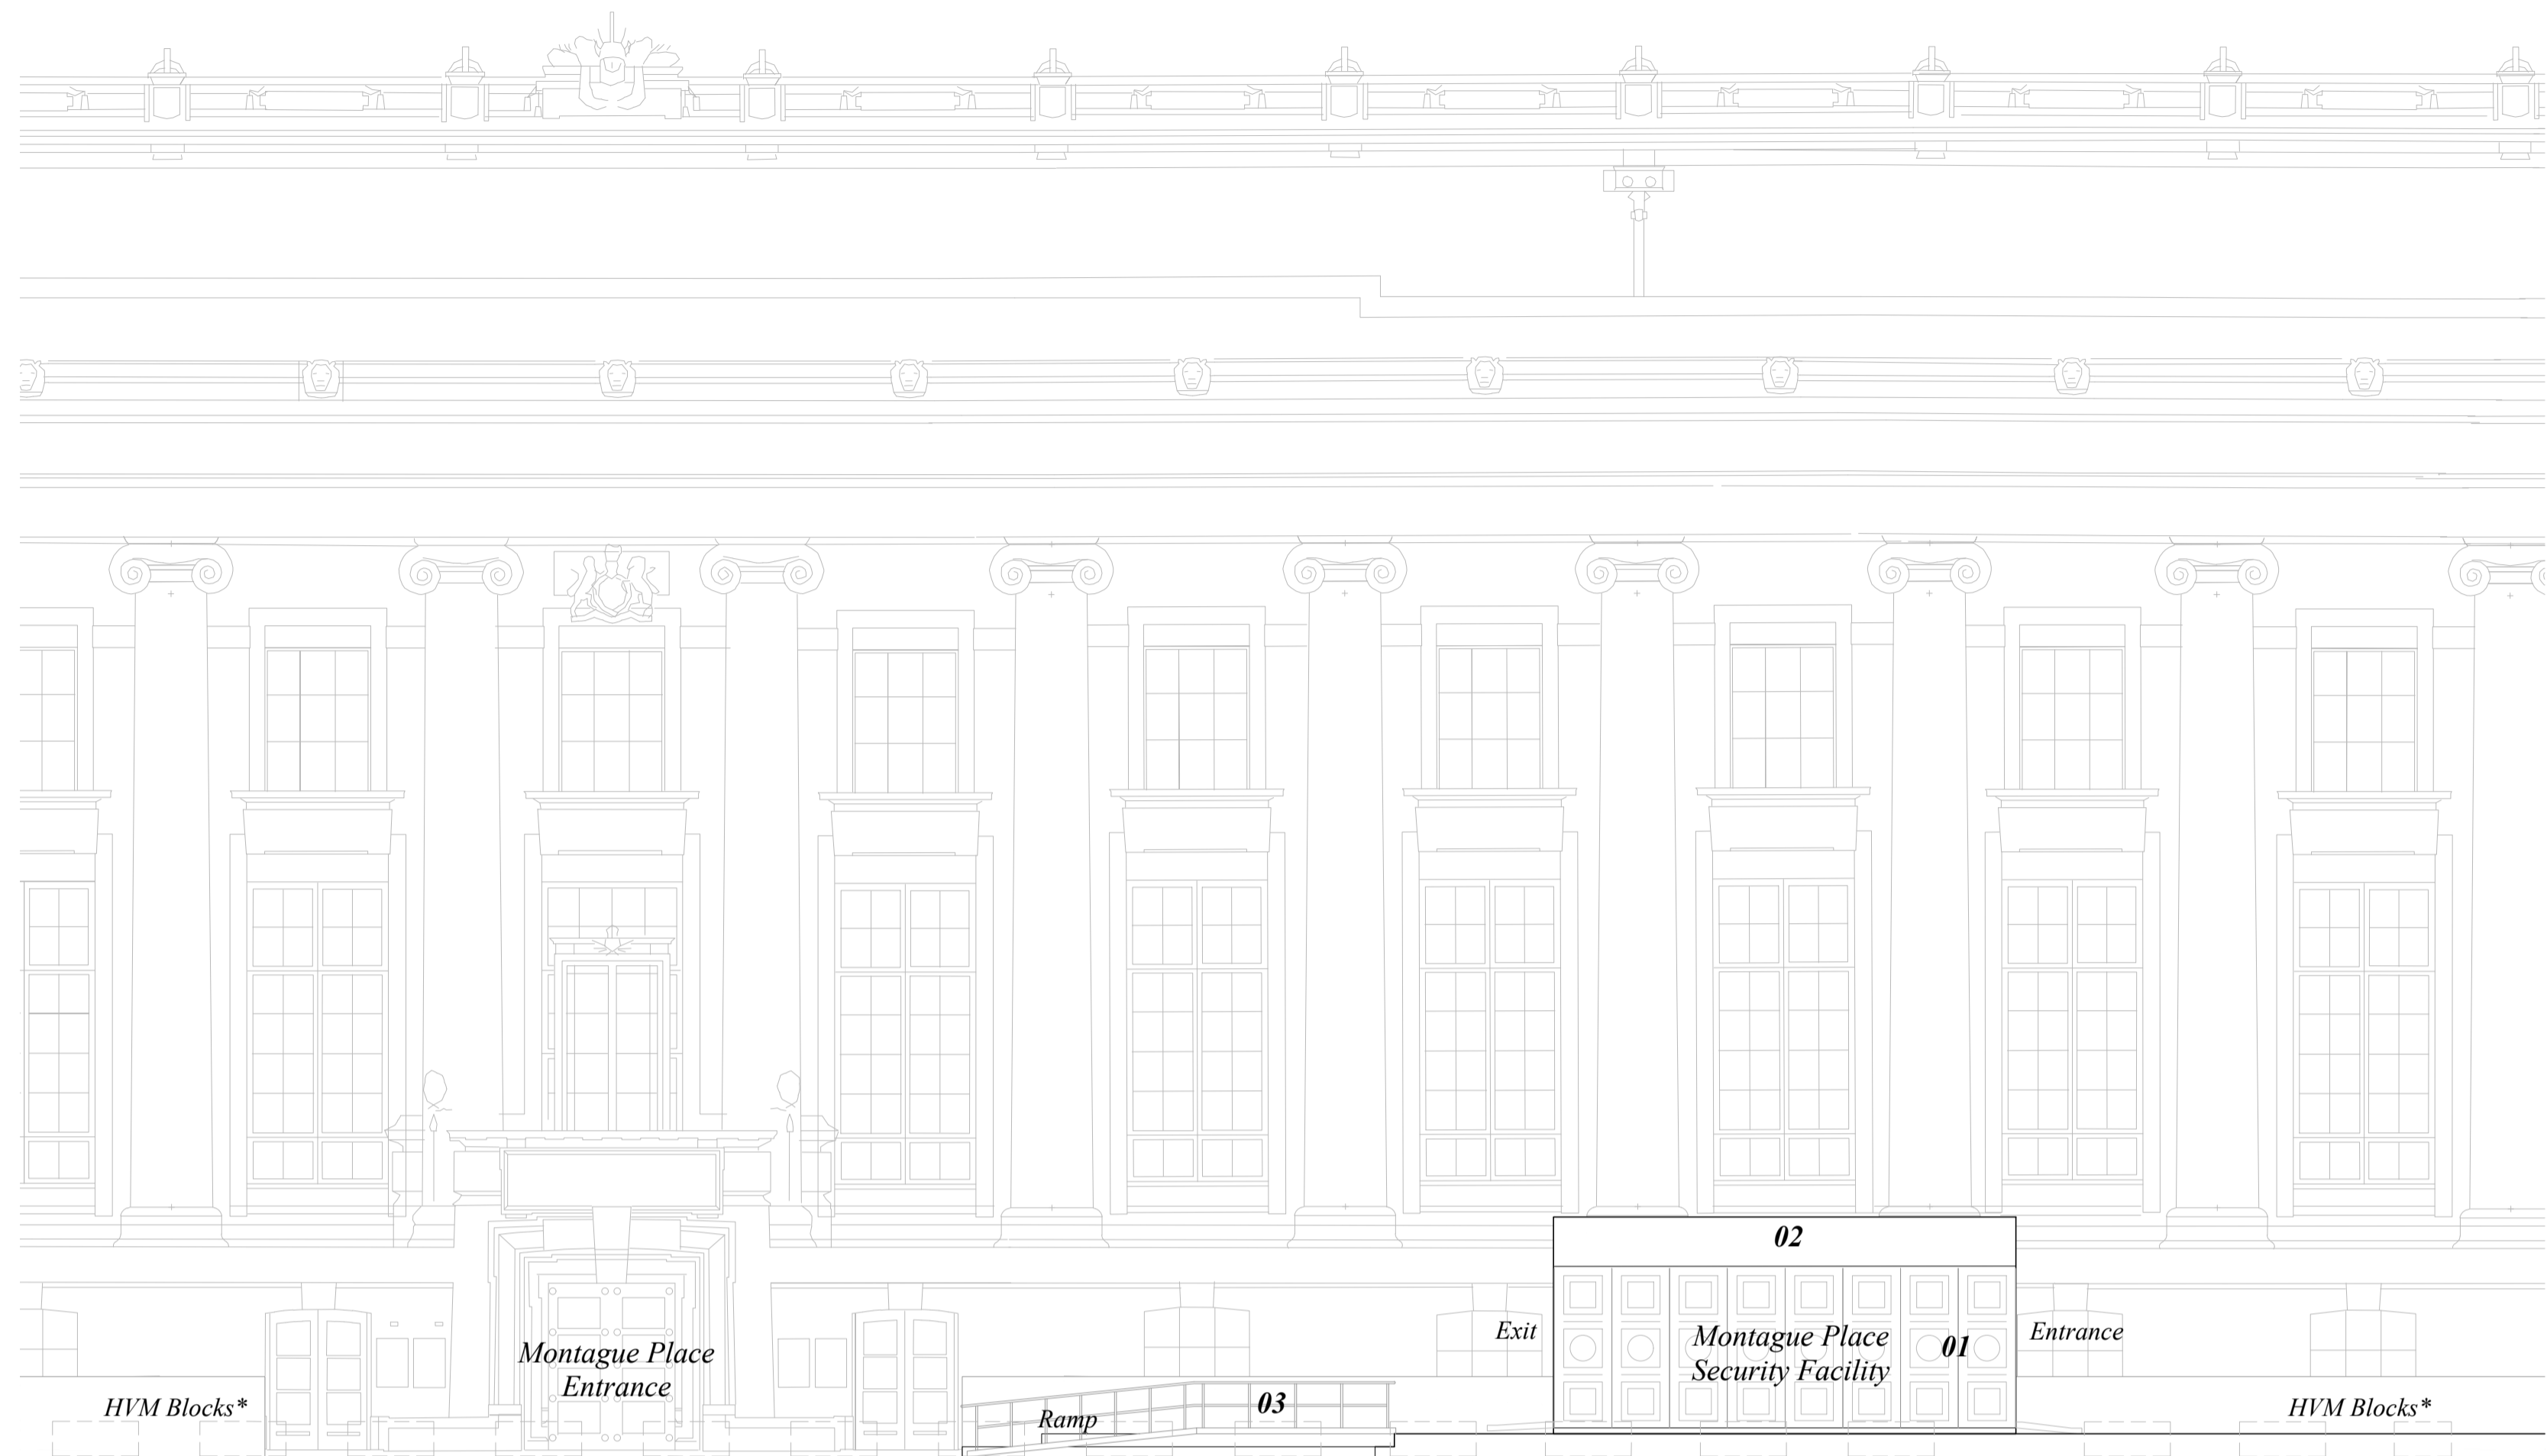 02
Exit
Montague Place
Security Facility
01
Entrance
Montague Place
Entrance
HVM Blocks*
Ramp
03
HVM Blocks*